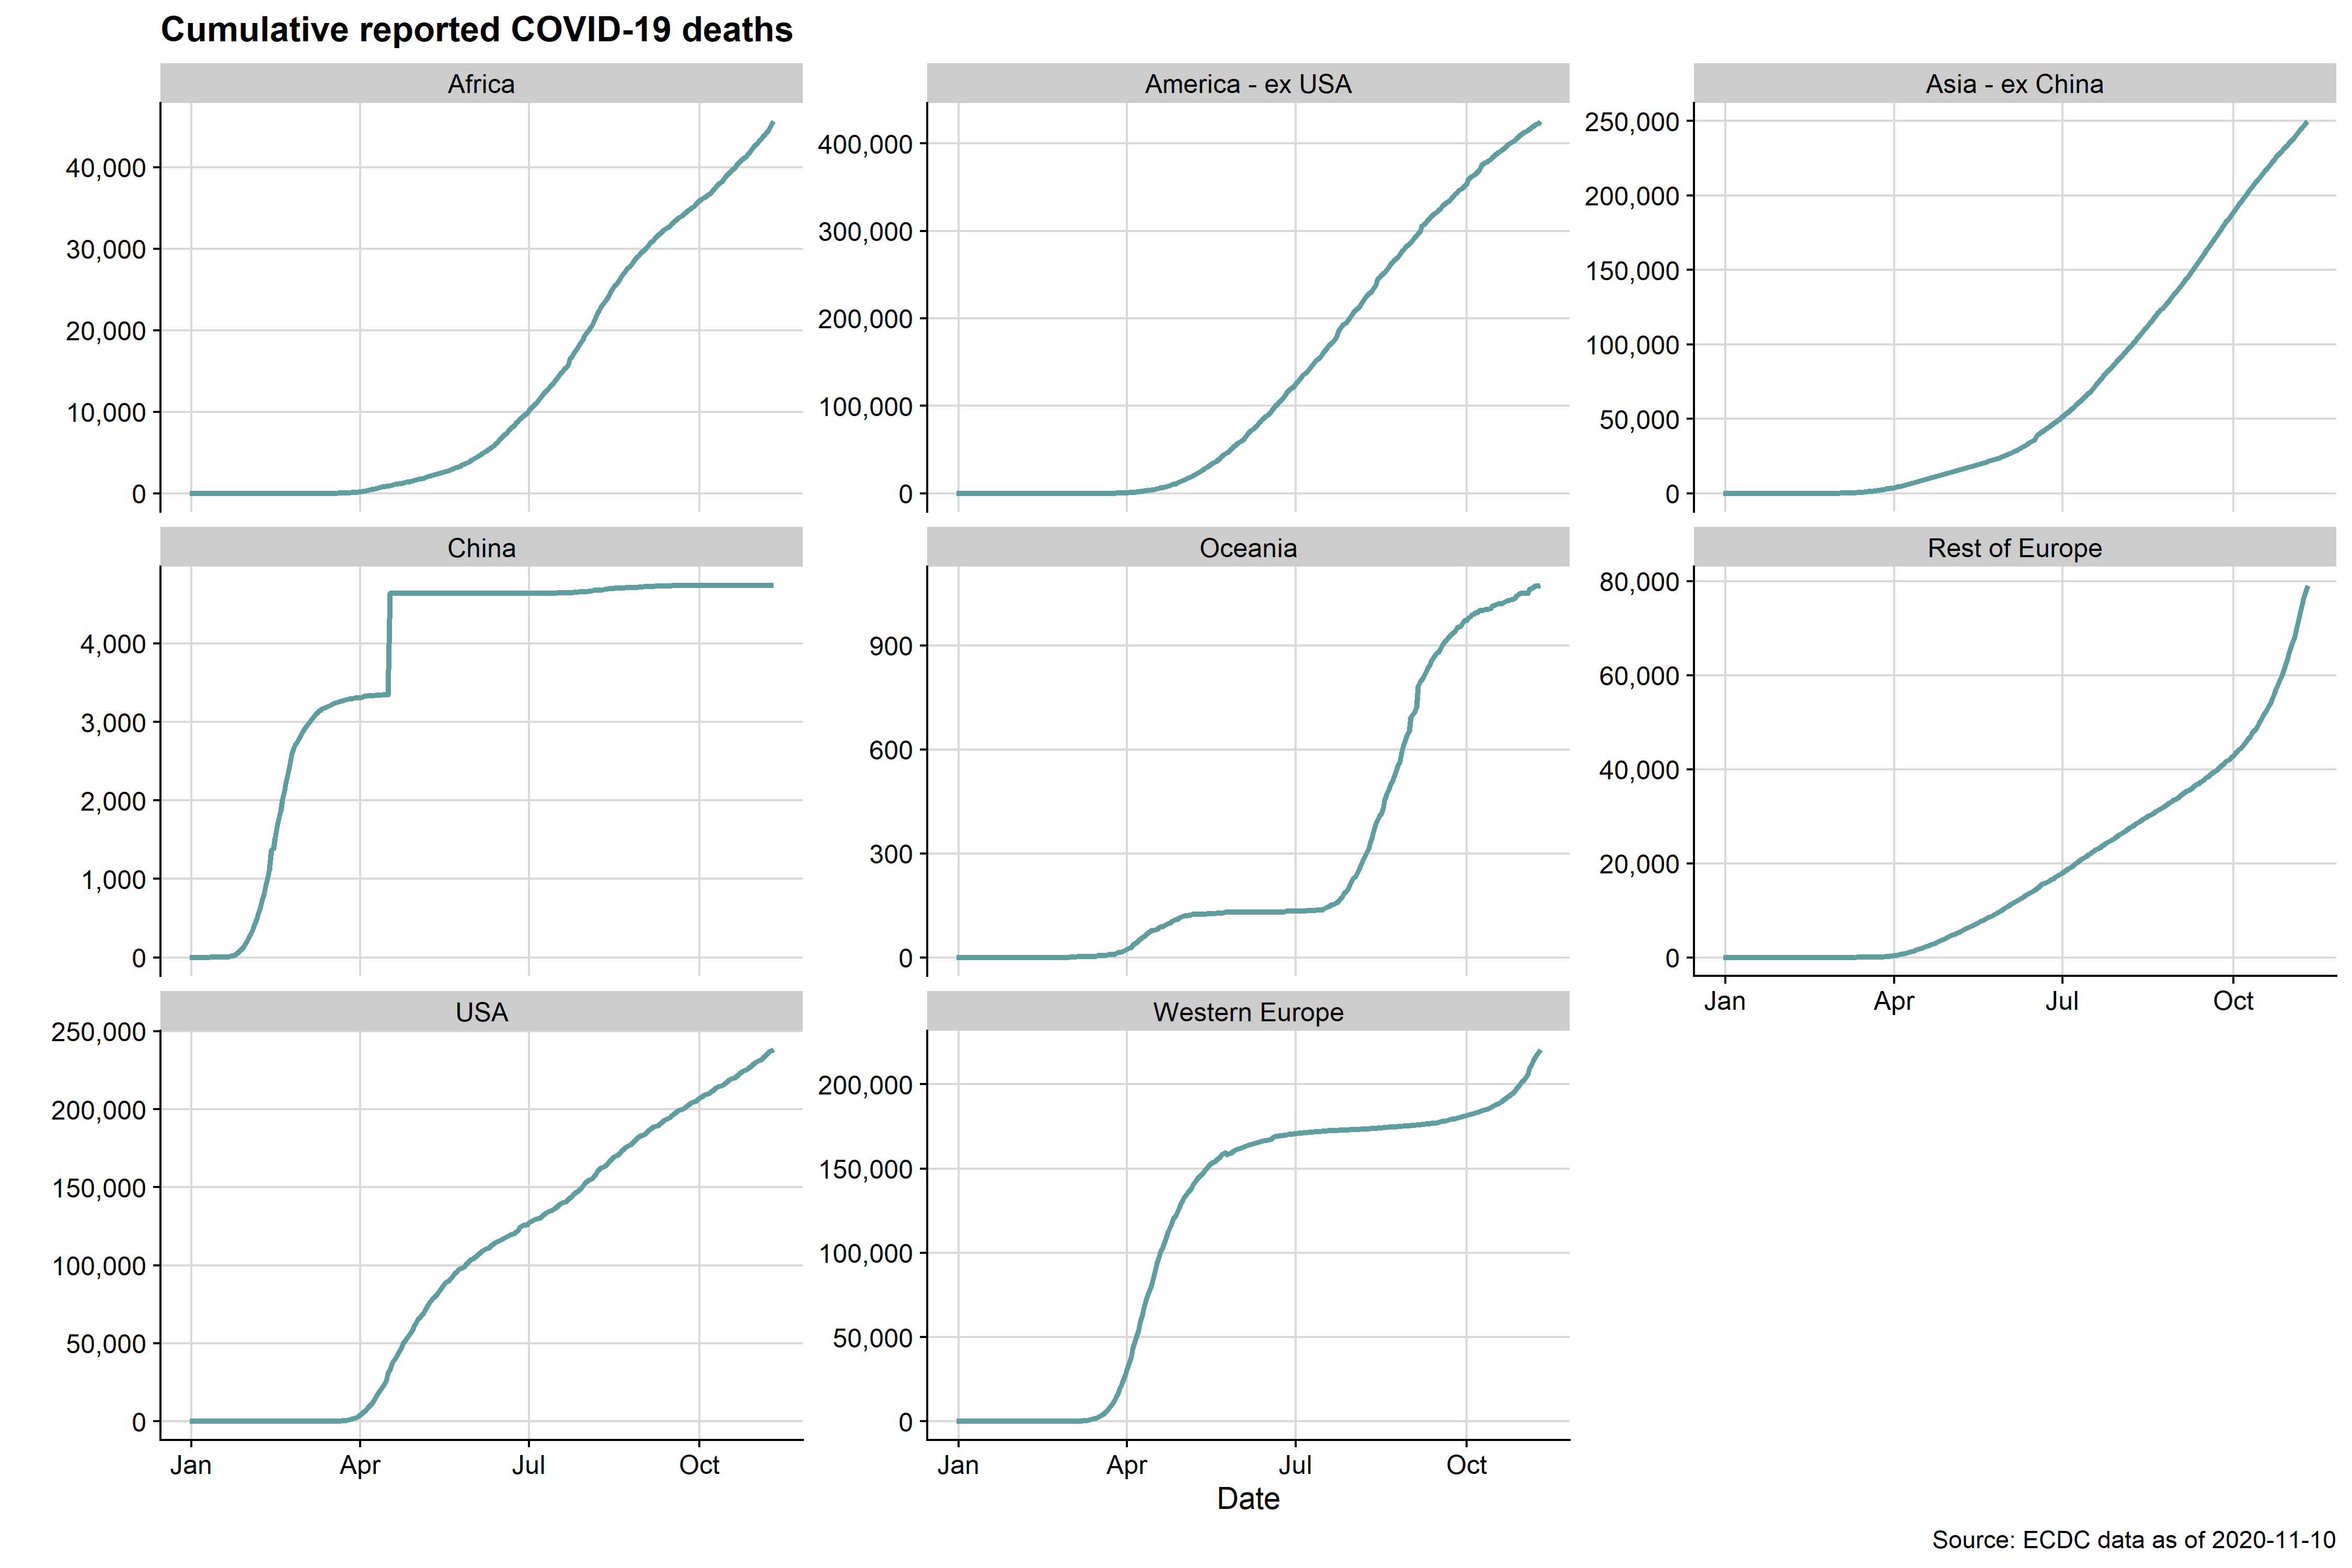 Cumulative reported COVID-19 deaths
Africa
40,000
30,000
20,000
10,000
0
America - ex USA
400,000
300,000
200,000
100,000
0
Asia - ex China
250,000
200,000
150,000
100,000
50,000
0
China
4,000
3,000
2,000
1,000
0
Oceania
900
600
300
0
Rest of Europe
80,000
60,000
40,000
20,000
0
Jan Apr Jul Oct
USA
250,000
200,000
150,000
100,000
50,000
0
Jan Apr Jul Oct
Western Europe
200,000
150,000
100,000
50,000
0
Jan Apr Jul Oct
Date
Source: ECDC data as of 2020-11-10